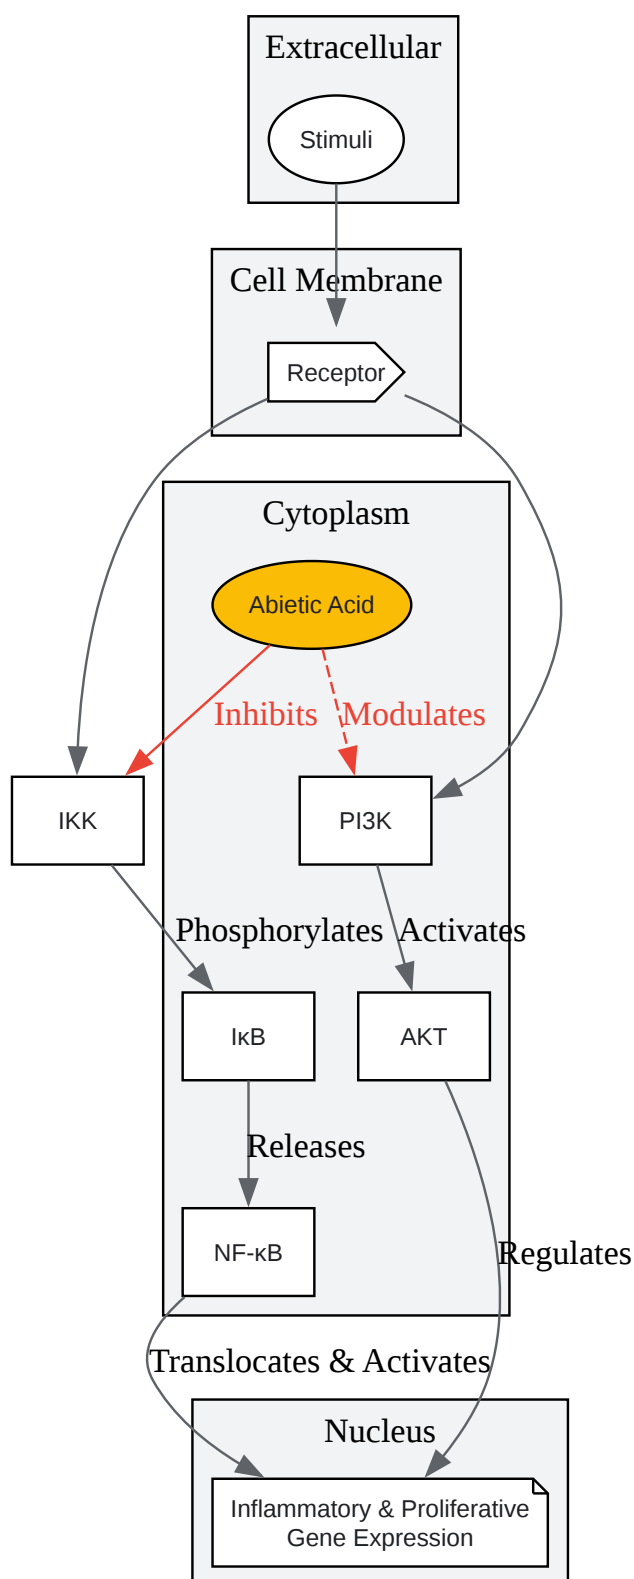 Extracellular
Stimuli
Cell Membrane
Receptor
Cytoplasm
Abietic Acid
Inhibits
Modulates
IKK
PI3K
Phosphorylates
Activates
IκB
AKT
Releases
NF-κB
Regulates
Translocates & Activates
Nucleus
Inflammatory & Proliferative
Gene Expression